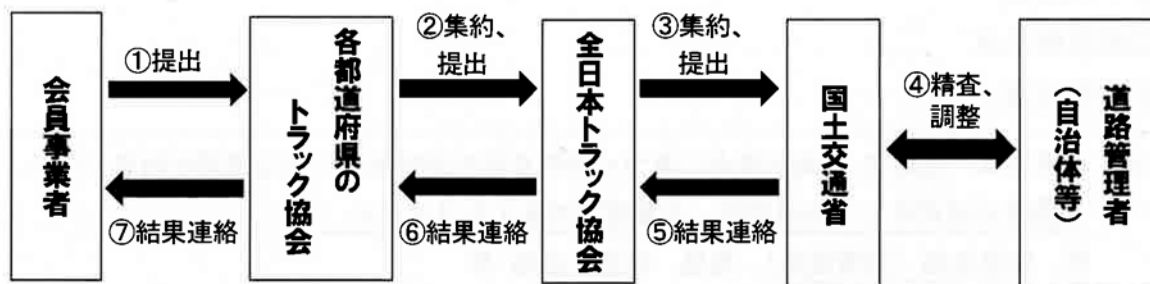 会員事業者
①提出
⑦結果連絡
各都道府県の
トラック協会
②集約、
提出
⑥結果連絡
全日本トラック協会
③集約、
提出
⑤結果連絡
国土交通省
④精査、
調整
道路管理者
（自治体等）